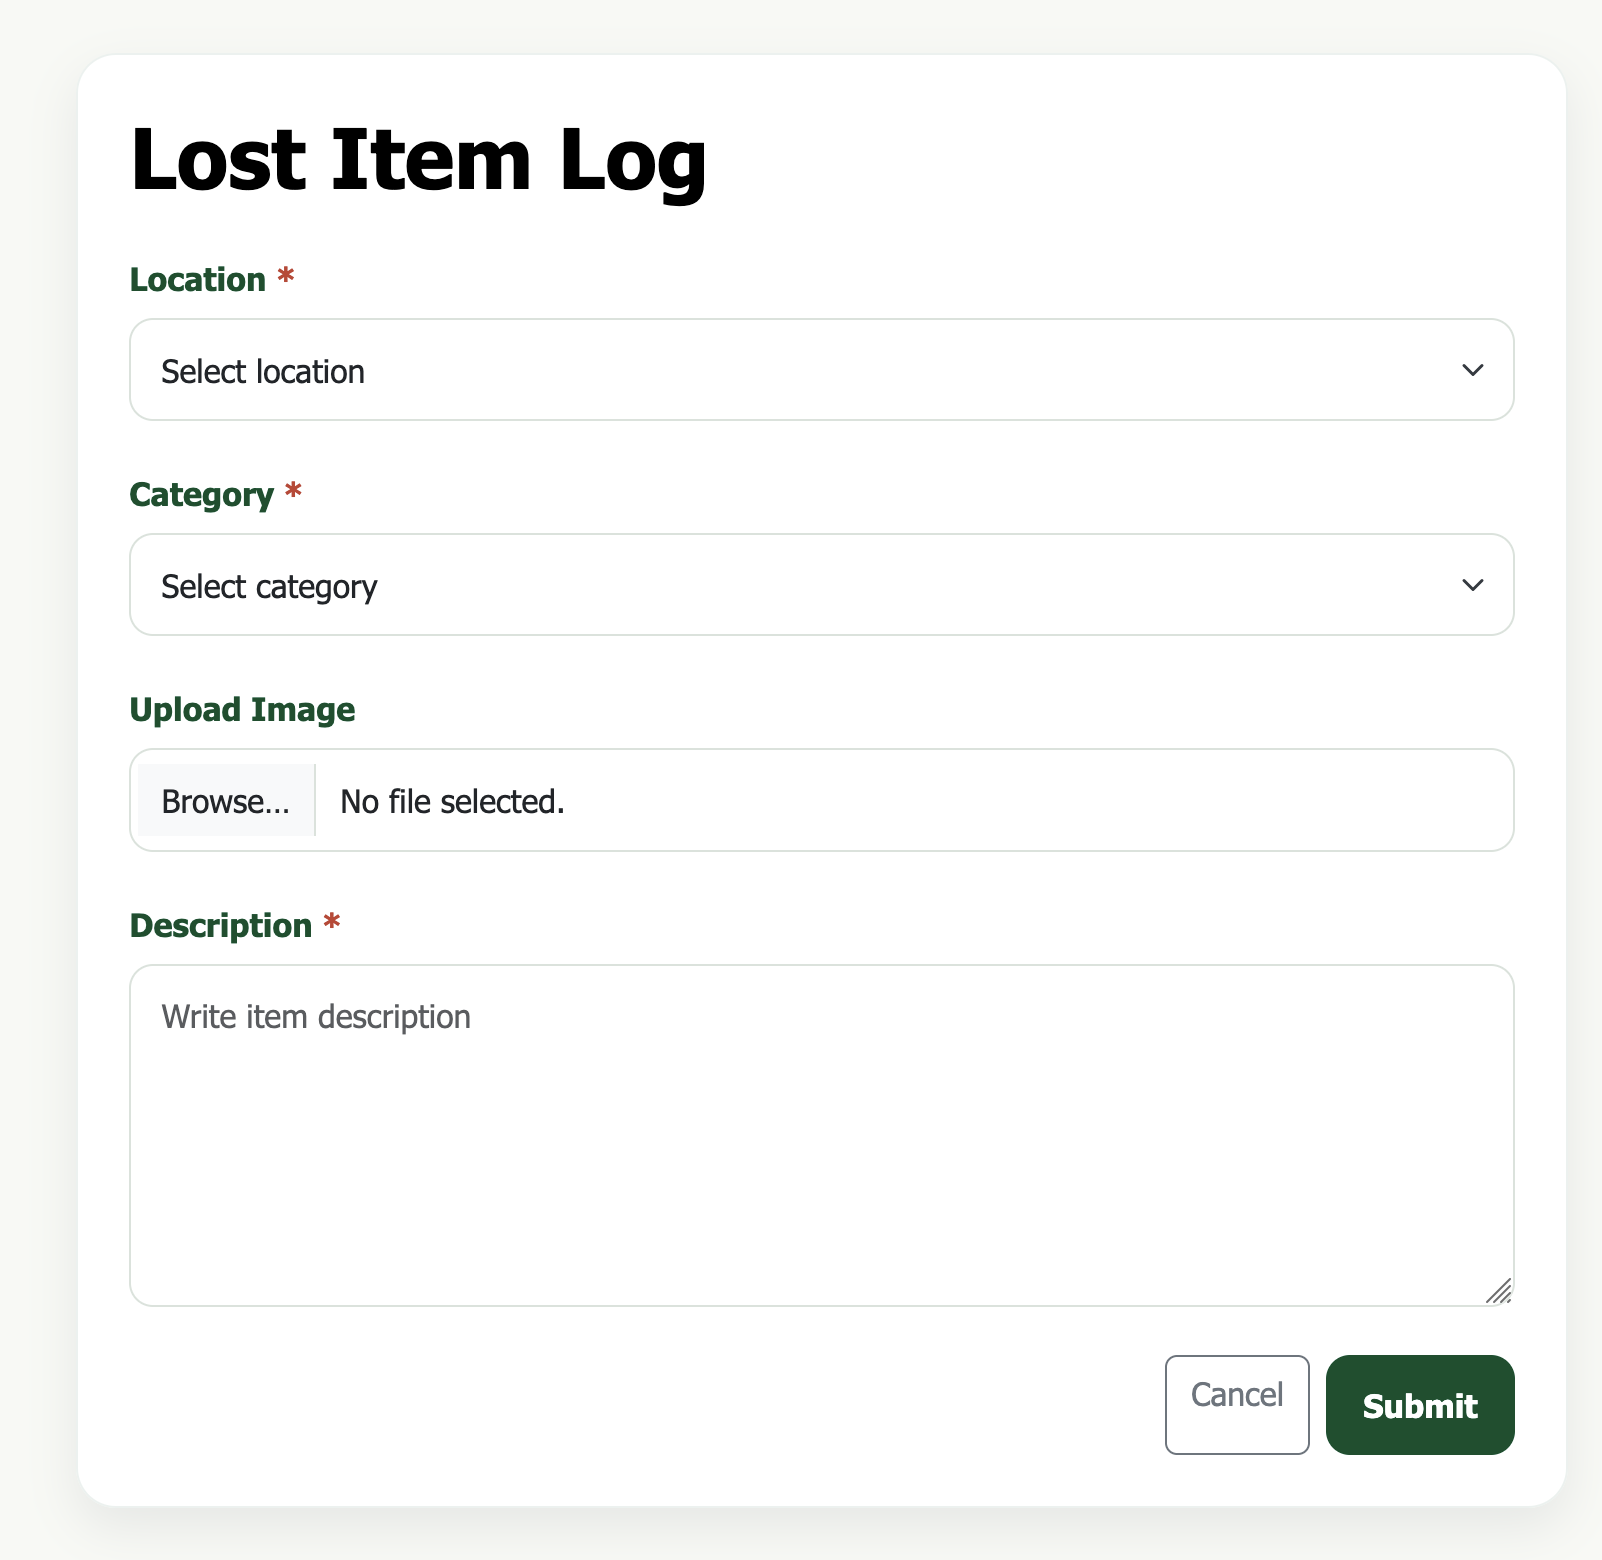 Lost Item Log
Location *
Select location
Category *
Select category
Upload Image
Browse... No file selected.
Description *
Write item description
Cancel Submit